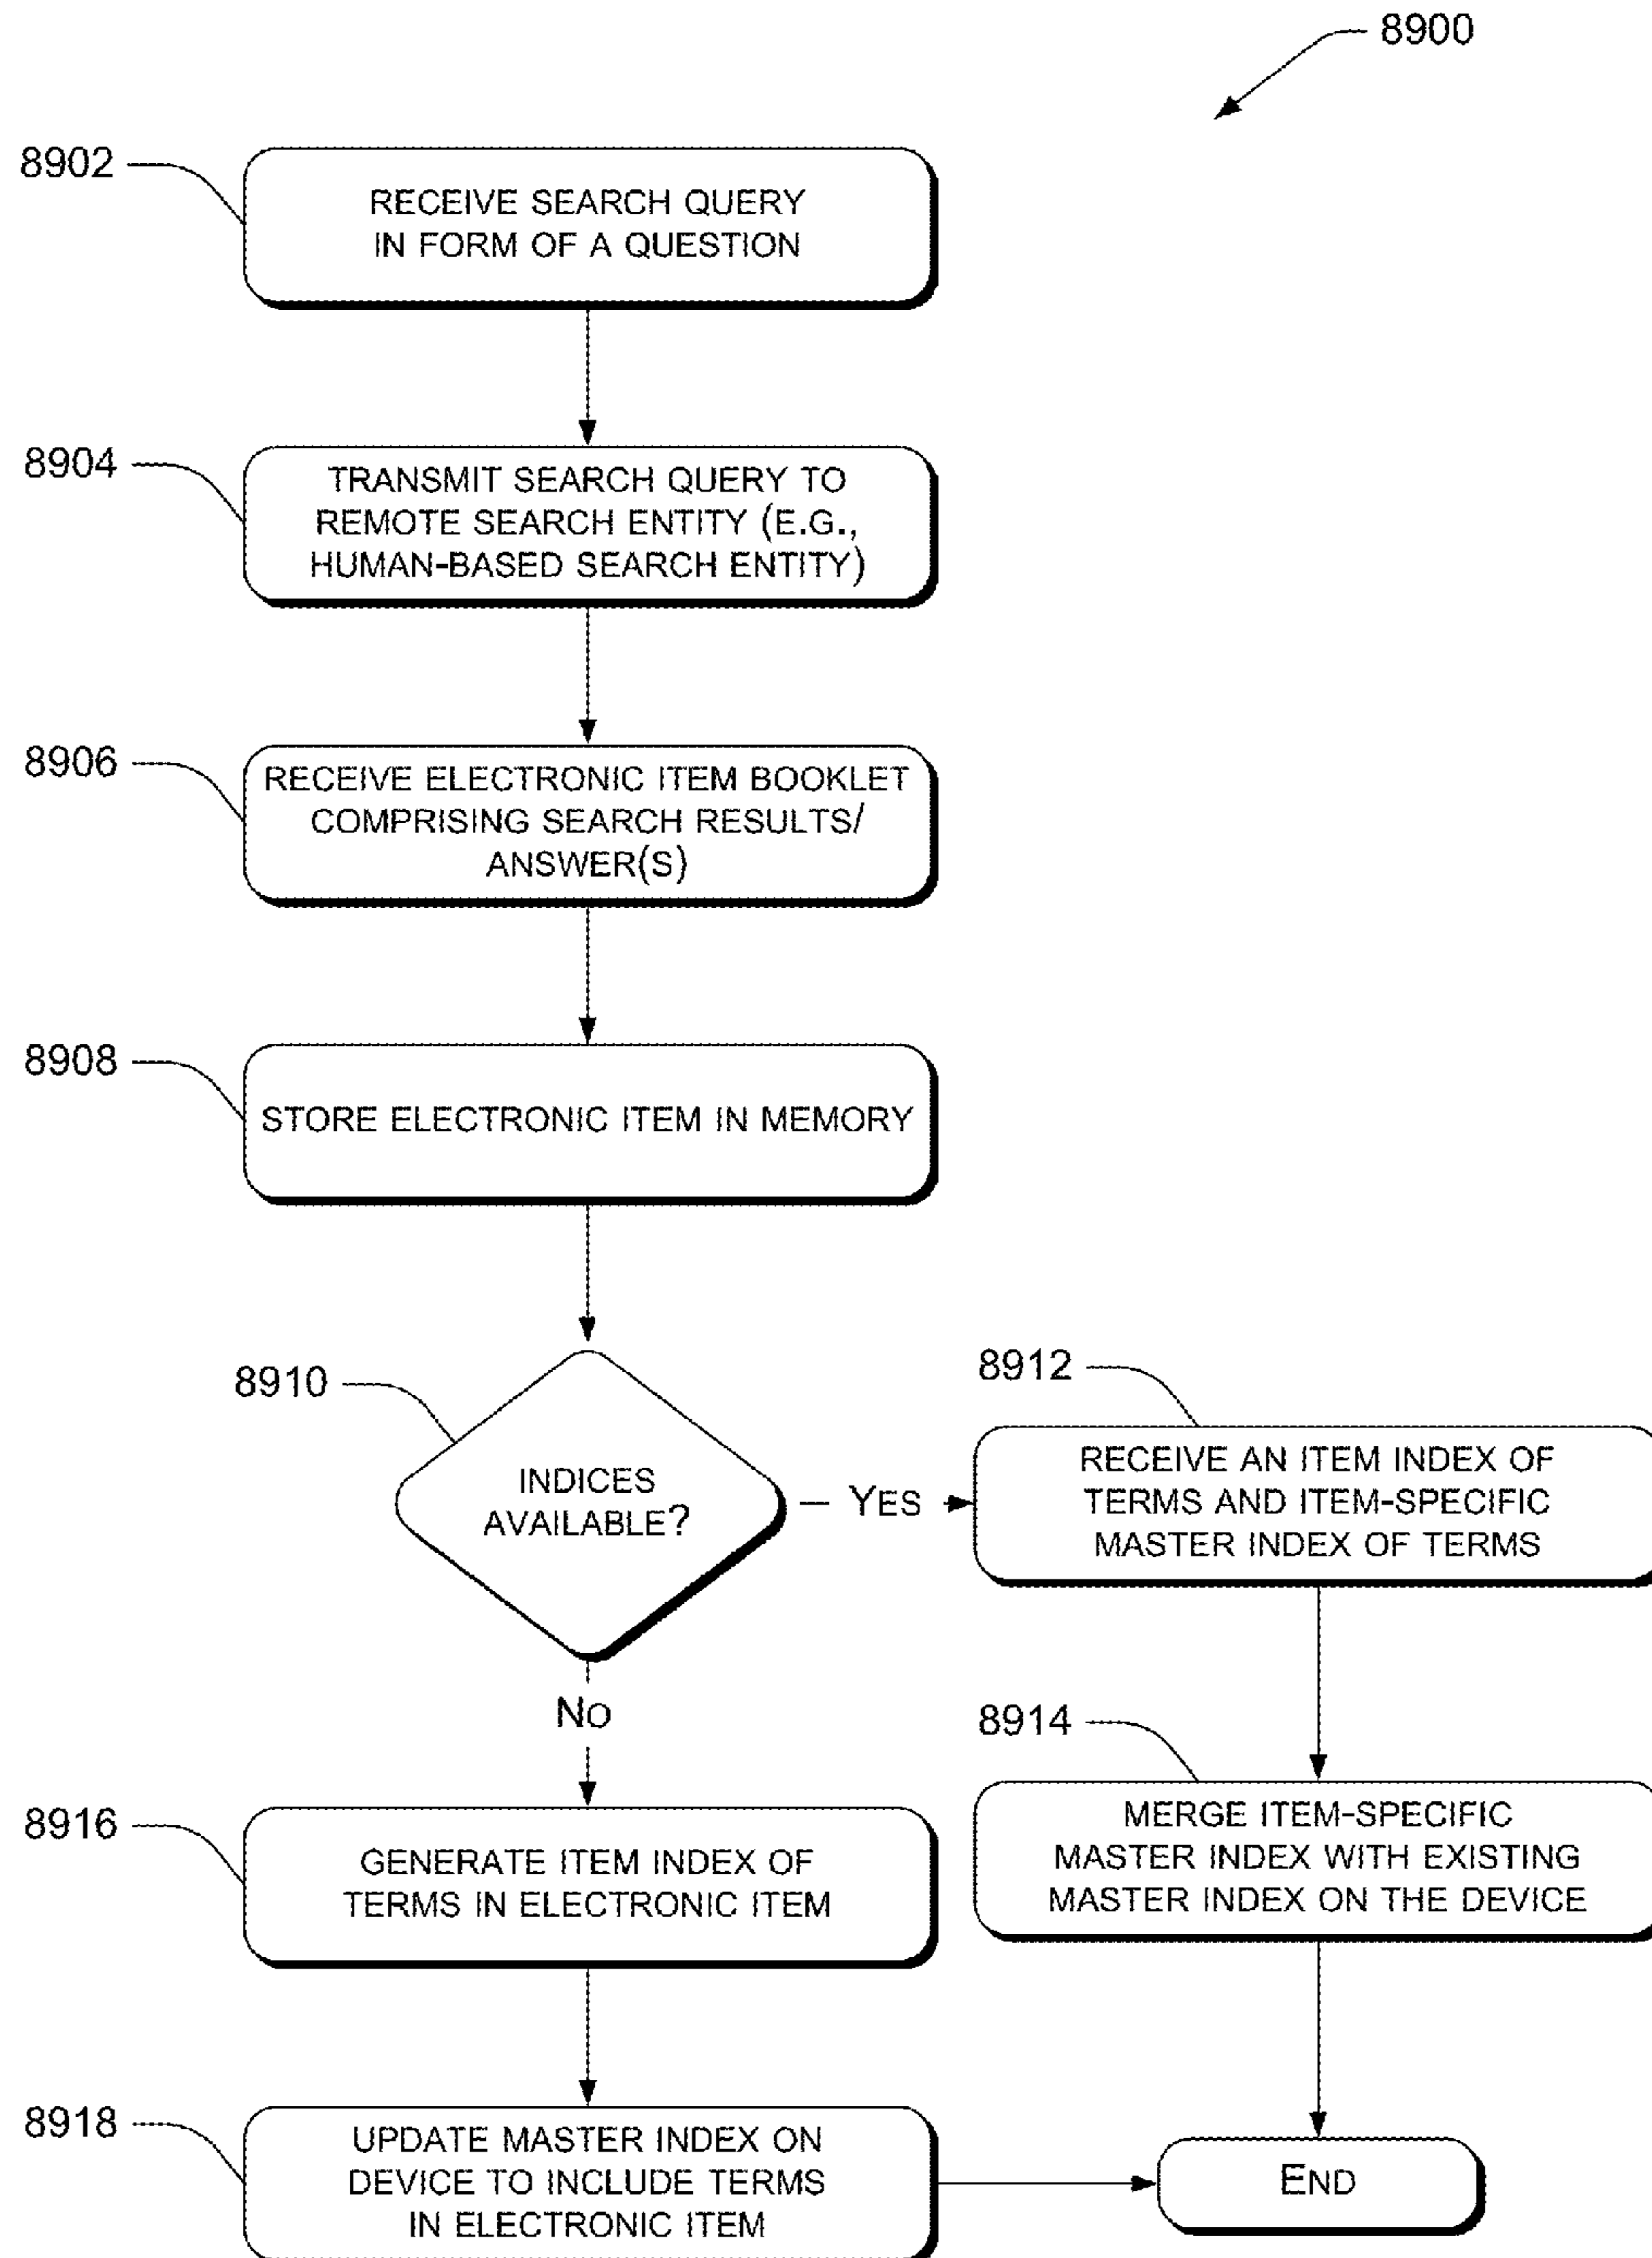 8900
8902
RECEIVE SEARCH QUERY
IN FORM OF A QUESTION
8904
TRANSMIT SEARCH QUERY TO
REMOTE SEARCH ENTITY (E.G.,
HUMAN-BASED SEARCH ENTITY)
8906
RECEIVE ELECTRONIC ITEM BOOKLET
COMPRISING SEARCH RESULTS/
ANSWER(S)
8908
STORE ELECTRONIC ITEM IN MEMORY
8910
INDICES
AVAILABLE?
YES
8912
RECEIVE AN ITEM INDEX OF
TERMS AND ITEM-SPECIFIC
MASTER INDEX OF TERMS
NO
8914
MERGE ITEM-SPECIFIC
MASTER INDEX WITH EXISTING
MASTER INDEX ON THE DEVICE
8916
GENERATE ITEM INDEX OF
TERMS IN ELECTRONIC ITEM
8918
UPDATE MASTER INDEX ON
DEVICE TO INCLUDE TERMS
IN ELECTRONIC ITEM
END